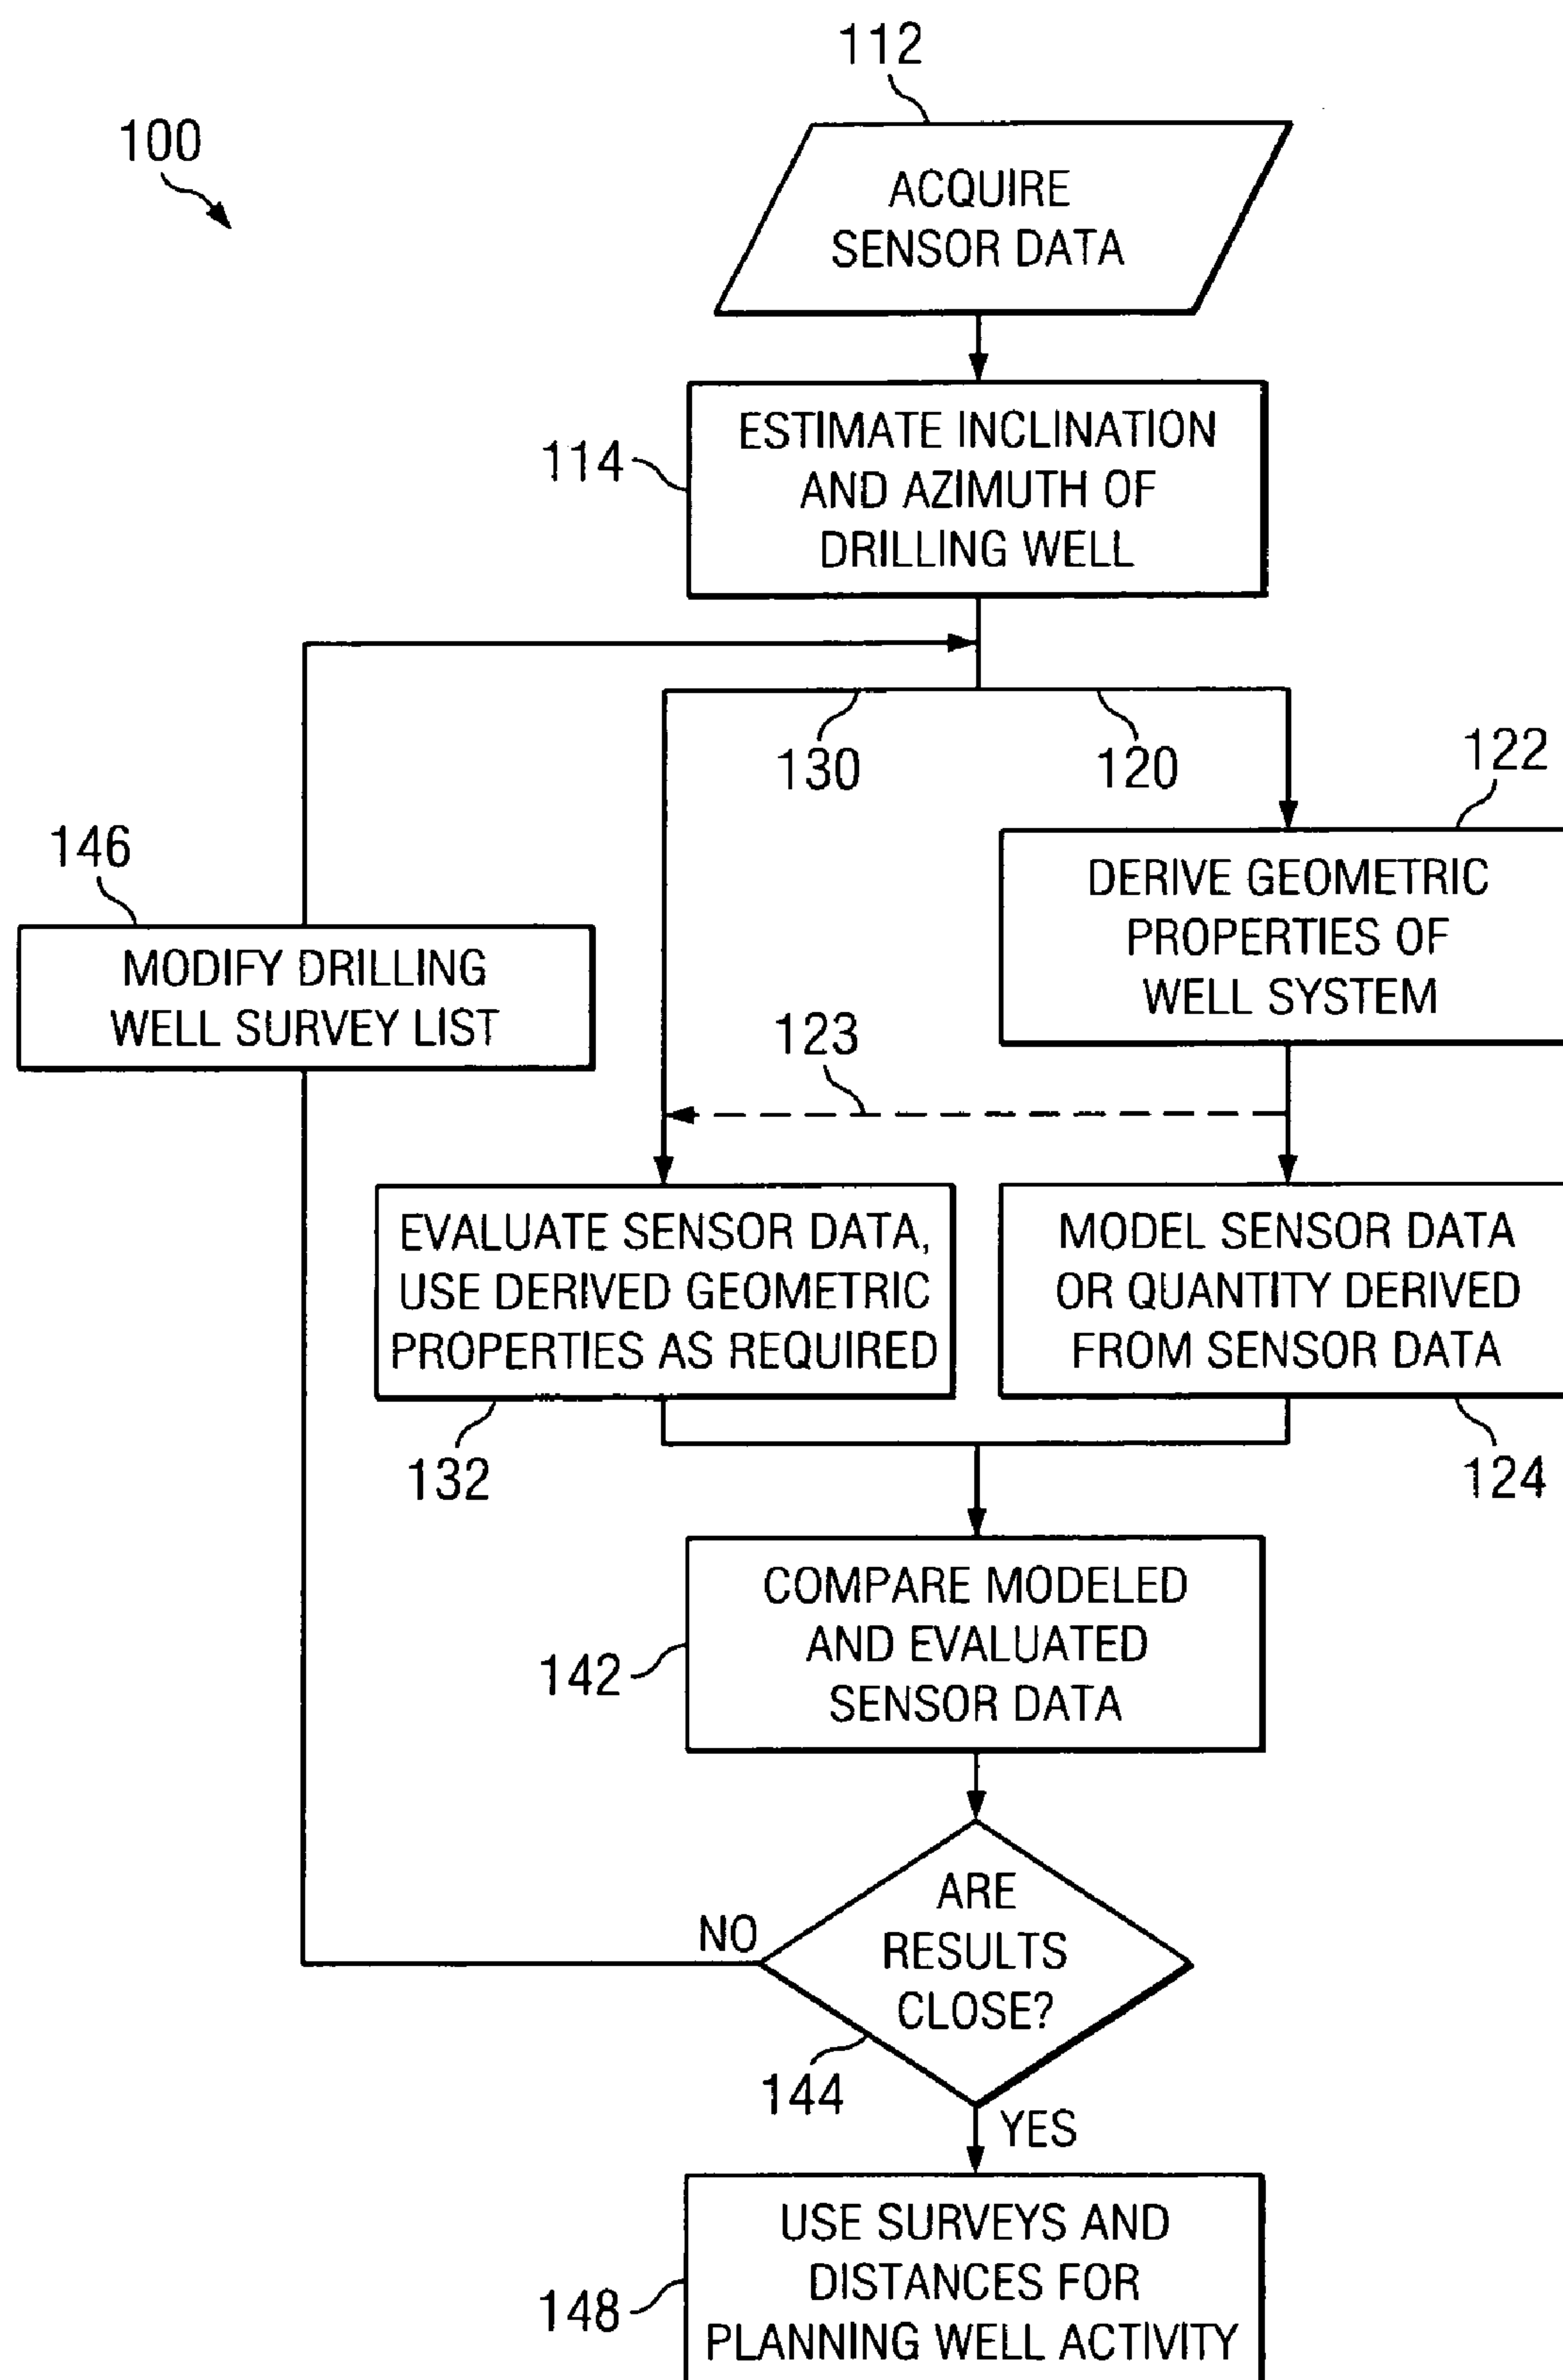 112
100
ACQUIRE
SENSOR DATA
114
ESTIMATE INCLINATION
AND AZIMUTH OF
DRILLING WELL
130
120
122
DERIVE GEOMETRIC
PROPERTIES OF
WELL SYSTEM
146
MODIFY DRILLING
WELL SURVEY LIST
123
EVALUATE SENSOR DATA,
USE DERIVED GEOMETRIC
PROPERTIES AS REQUIRED
MODEL SENSOR DATA
OR QUANTITY DERIVED
FROM SENSOR DATA
132
124
COMPARE MODELED
AND EVALUATED
SENSOR DATA
142
ARE
RESULTS
CLOSE?
NO
144
YES
USE SURVEYS AND
DISTANCES FOR
PLANNING WELL ACTIVITY
148